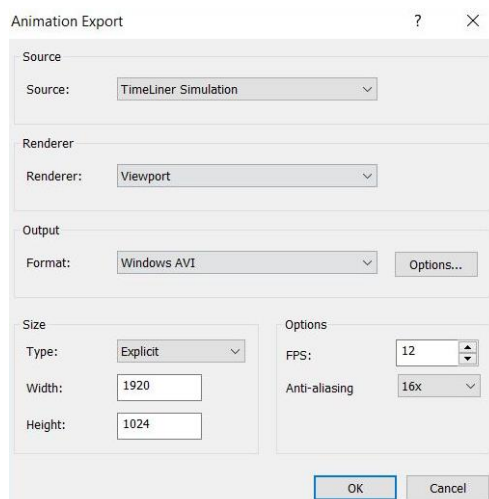 Animation Export ?
Source
Source: TimeLiner Simulation
Renderer
Renderer: Viewport
Output
Format: Windows AVI Options...
Size Options
Type: Explicit FPS: 12
Width: 1920 Anti-aliasing 16x
Height: 1024
OK Cancel